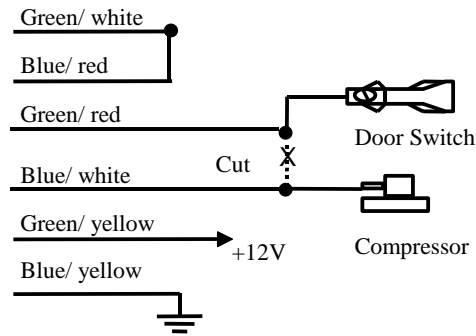 Green/ white
Blue/ red
Green/ red
Door Switch
Cut
X
Blue/ white
Green/ yellow
+12V
Compressor
Blue/ yellow